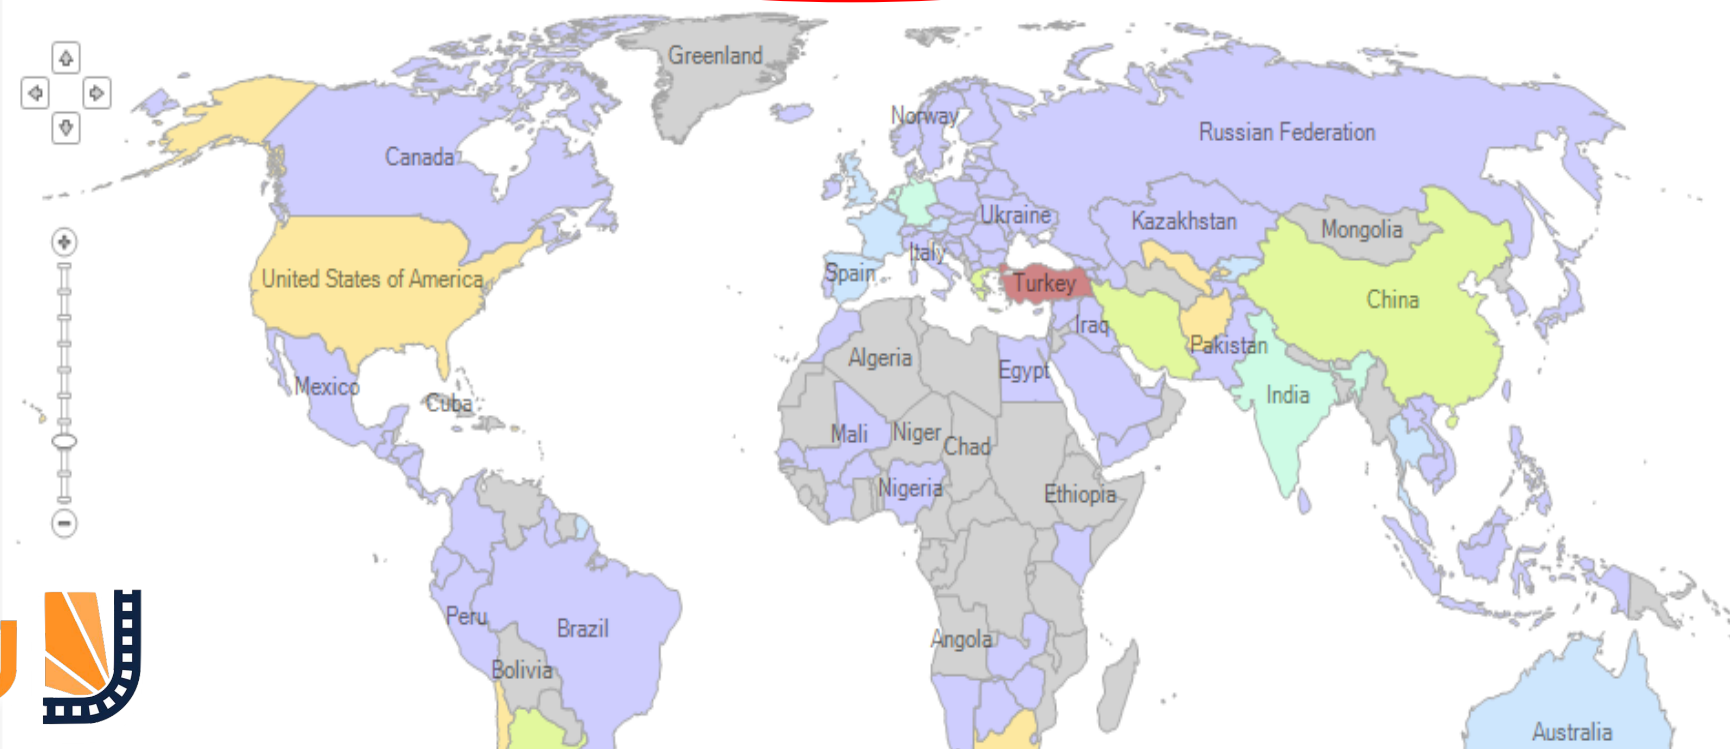 Greenland
Norway
Russian Federation
Canada
Ukraine
Kazakhstan
Mongolia
Italy
Spain
Turkey
United States of America
China
Iraq
Pakistan
Algeria
Egypt
Mexico
India
Cuba
Mali
Niger
Chad
Nigeria
Ethiopia
Peru
Brazil
Angola
Bolivia
Australia